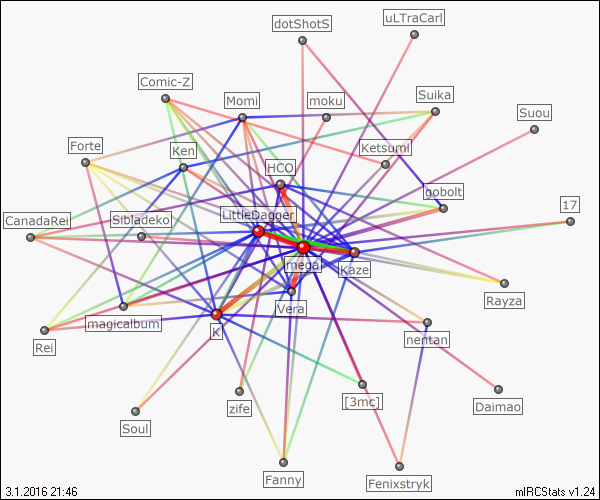 dotShotS
uLTraCarl
Comic-Z
Momi
moku
Suika
Suou
Forte
Ken
Ketsumi
HCO
gobolt
17
CanadaRei
Sibladeko
LittleDagger
mega
Kaze
Rayza
Vera
magicalbum
K
nentan
Rei
zife
[3mc]
Daimao
Soul
Fanny
Fenixstryk
3.1.2016 21:46
mIRCStats v1.24